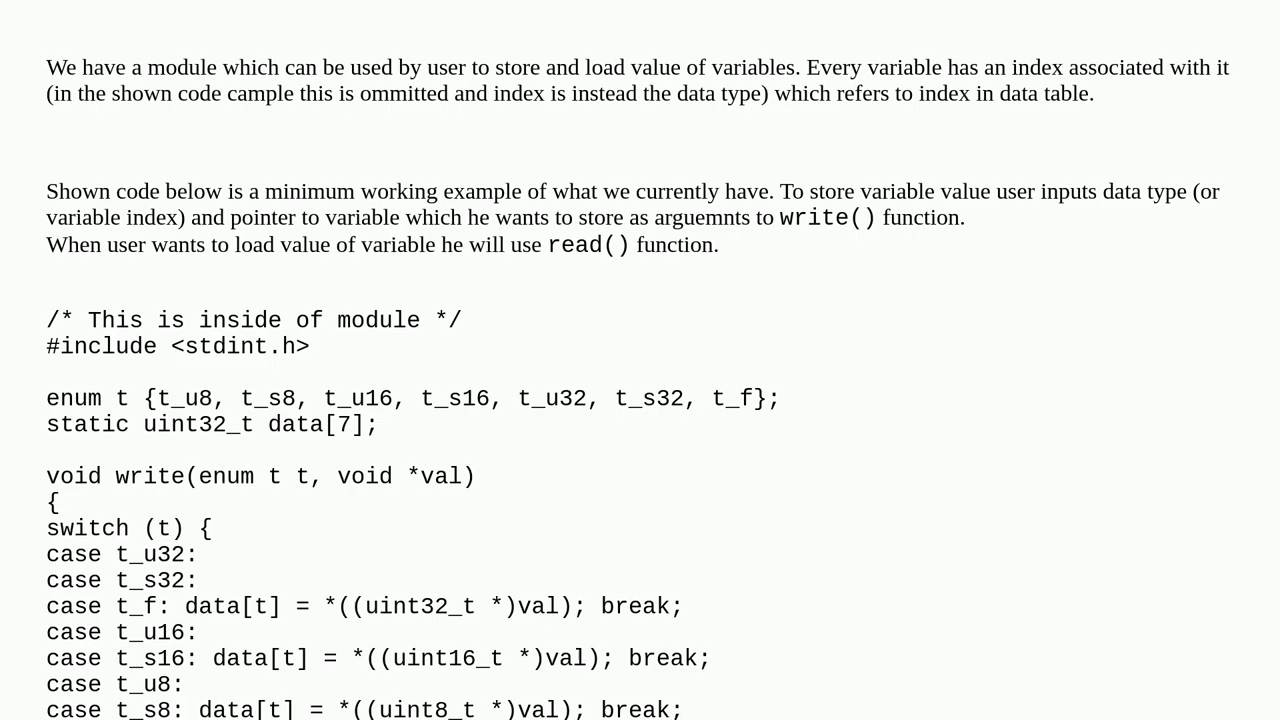 We have a module which can be used by user to store and load value of variables. Every variable has an index associated with it
(in the shown code cample this is ommitted and index is instead the data type) which refers to index in data table.
Shown code below is a minimum working example of what we currently have. To store variable value user inputs data type (or
variable index) and pointer to variable which he wants to store as arguemnts to write() function.
When user wants to load value of variable he will use read() function.
/* This is inside of module */
#include <stdint.h>
enum t {t_u8, t_s8, t_u16, t_s16, t_u32, t_s32, t_f};
static uint32_t data[7];
void write(enum t t, void *val)
{
switch (t) {
case t_u32:
case t_s32:
case t_f: data[t] = *((uint32_t *)val); break;
case t_u16:
case t_s16: data[t] = *((uint16_t *)val); break;
case t_u8:
case t_s8: data[t] = *((uint8_t *)val); break;